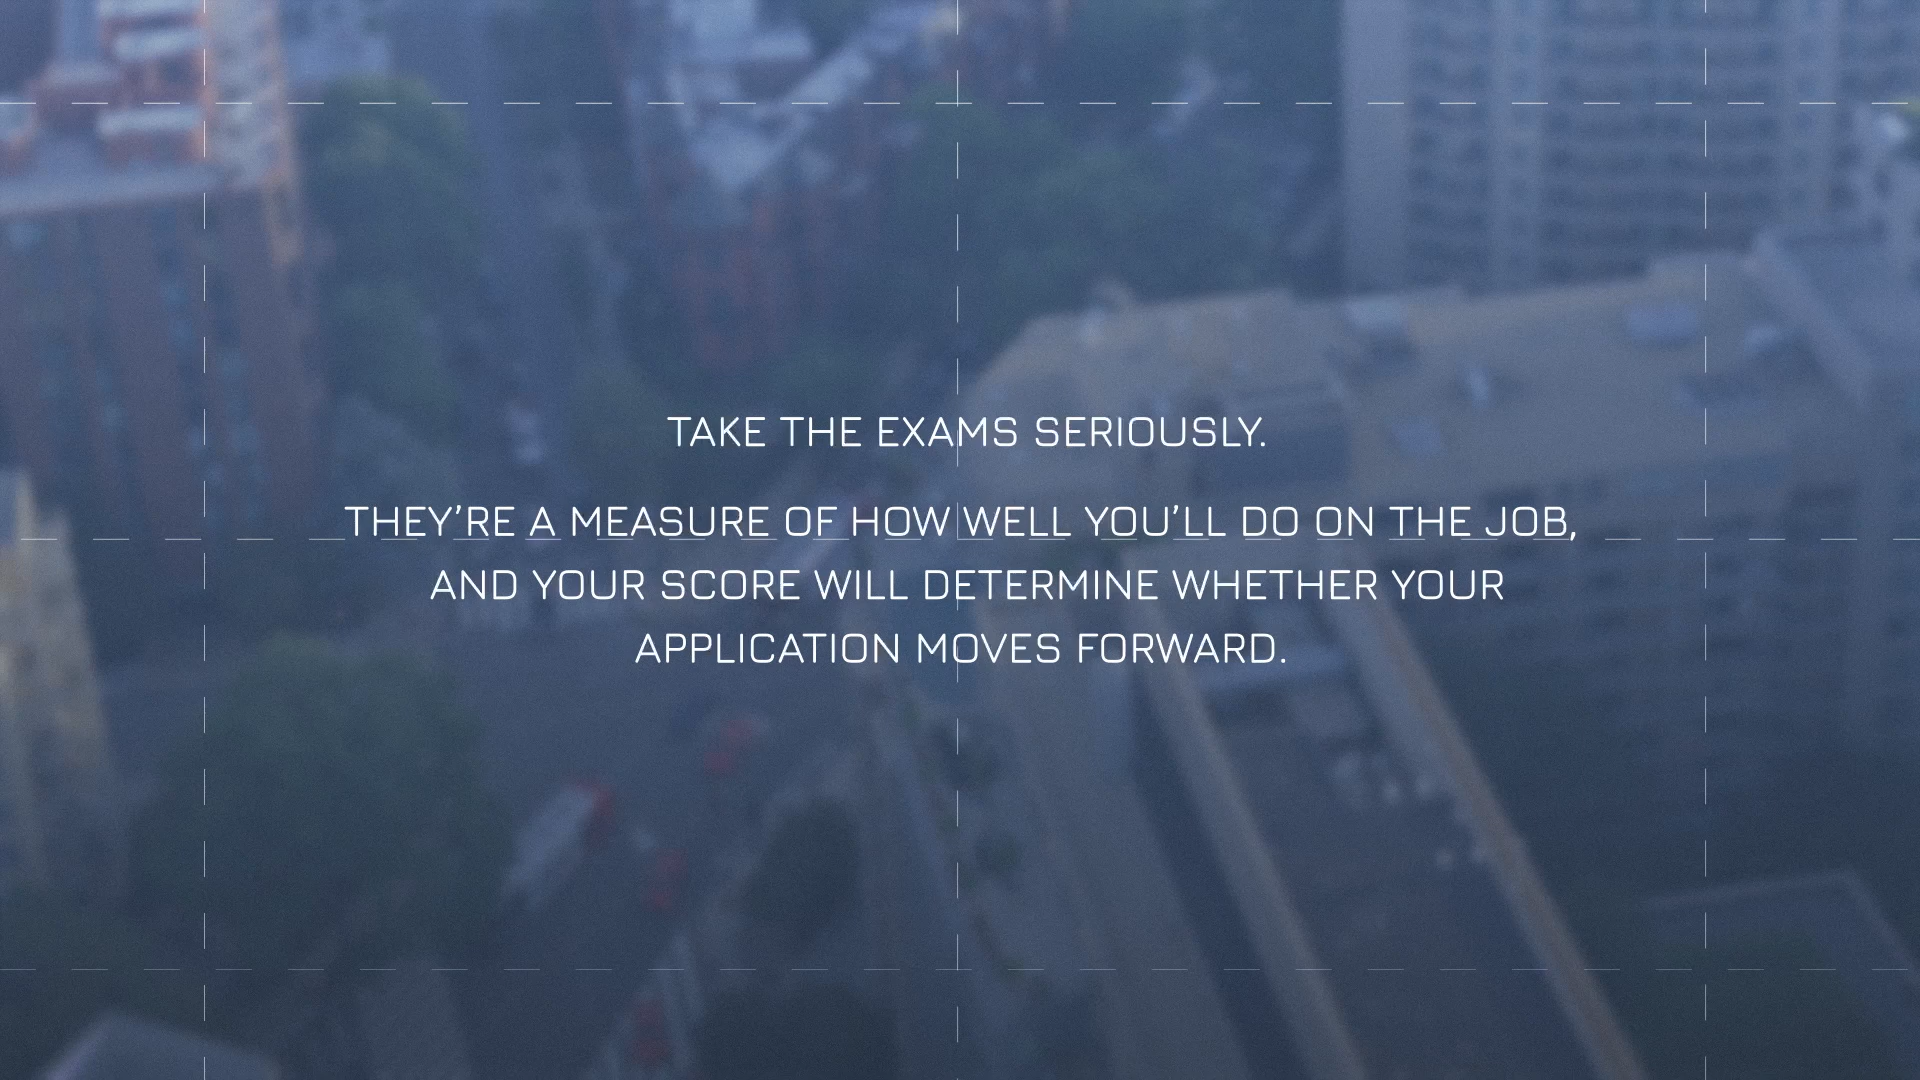 TAKE THE EXAMS SERIOUSLY.
THEY’RE A MEASURE OF HOW WELL YOU’LL DO ON THE JOB,
AND YOUR SCORE WILL DETERMINE WHETHER YOUR
APPLICATION MOVES FORWARD.